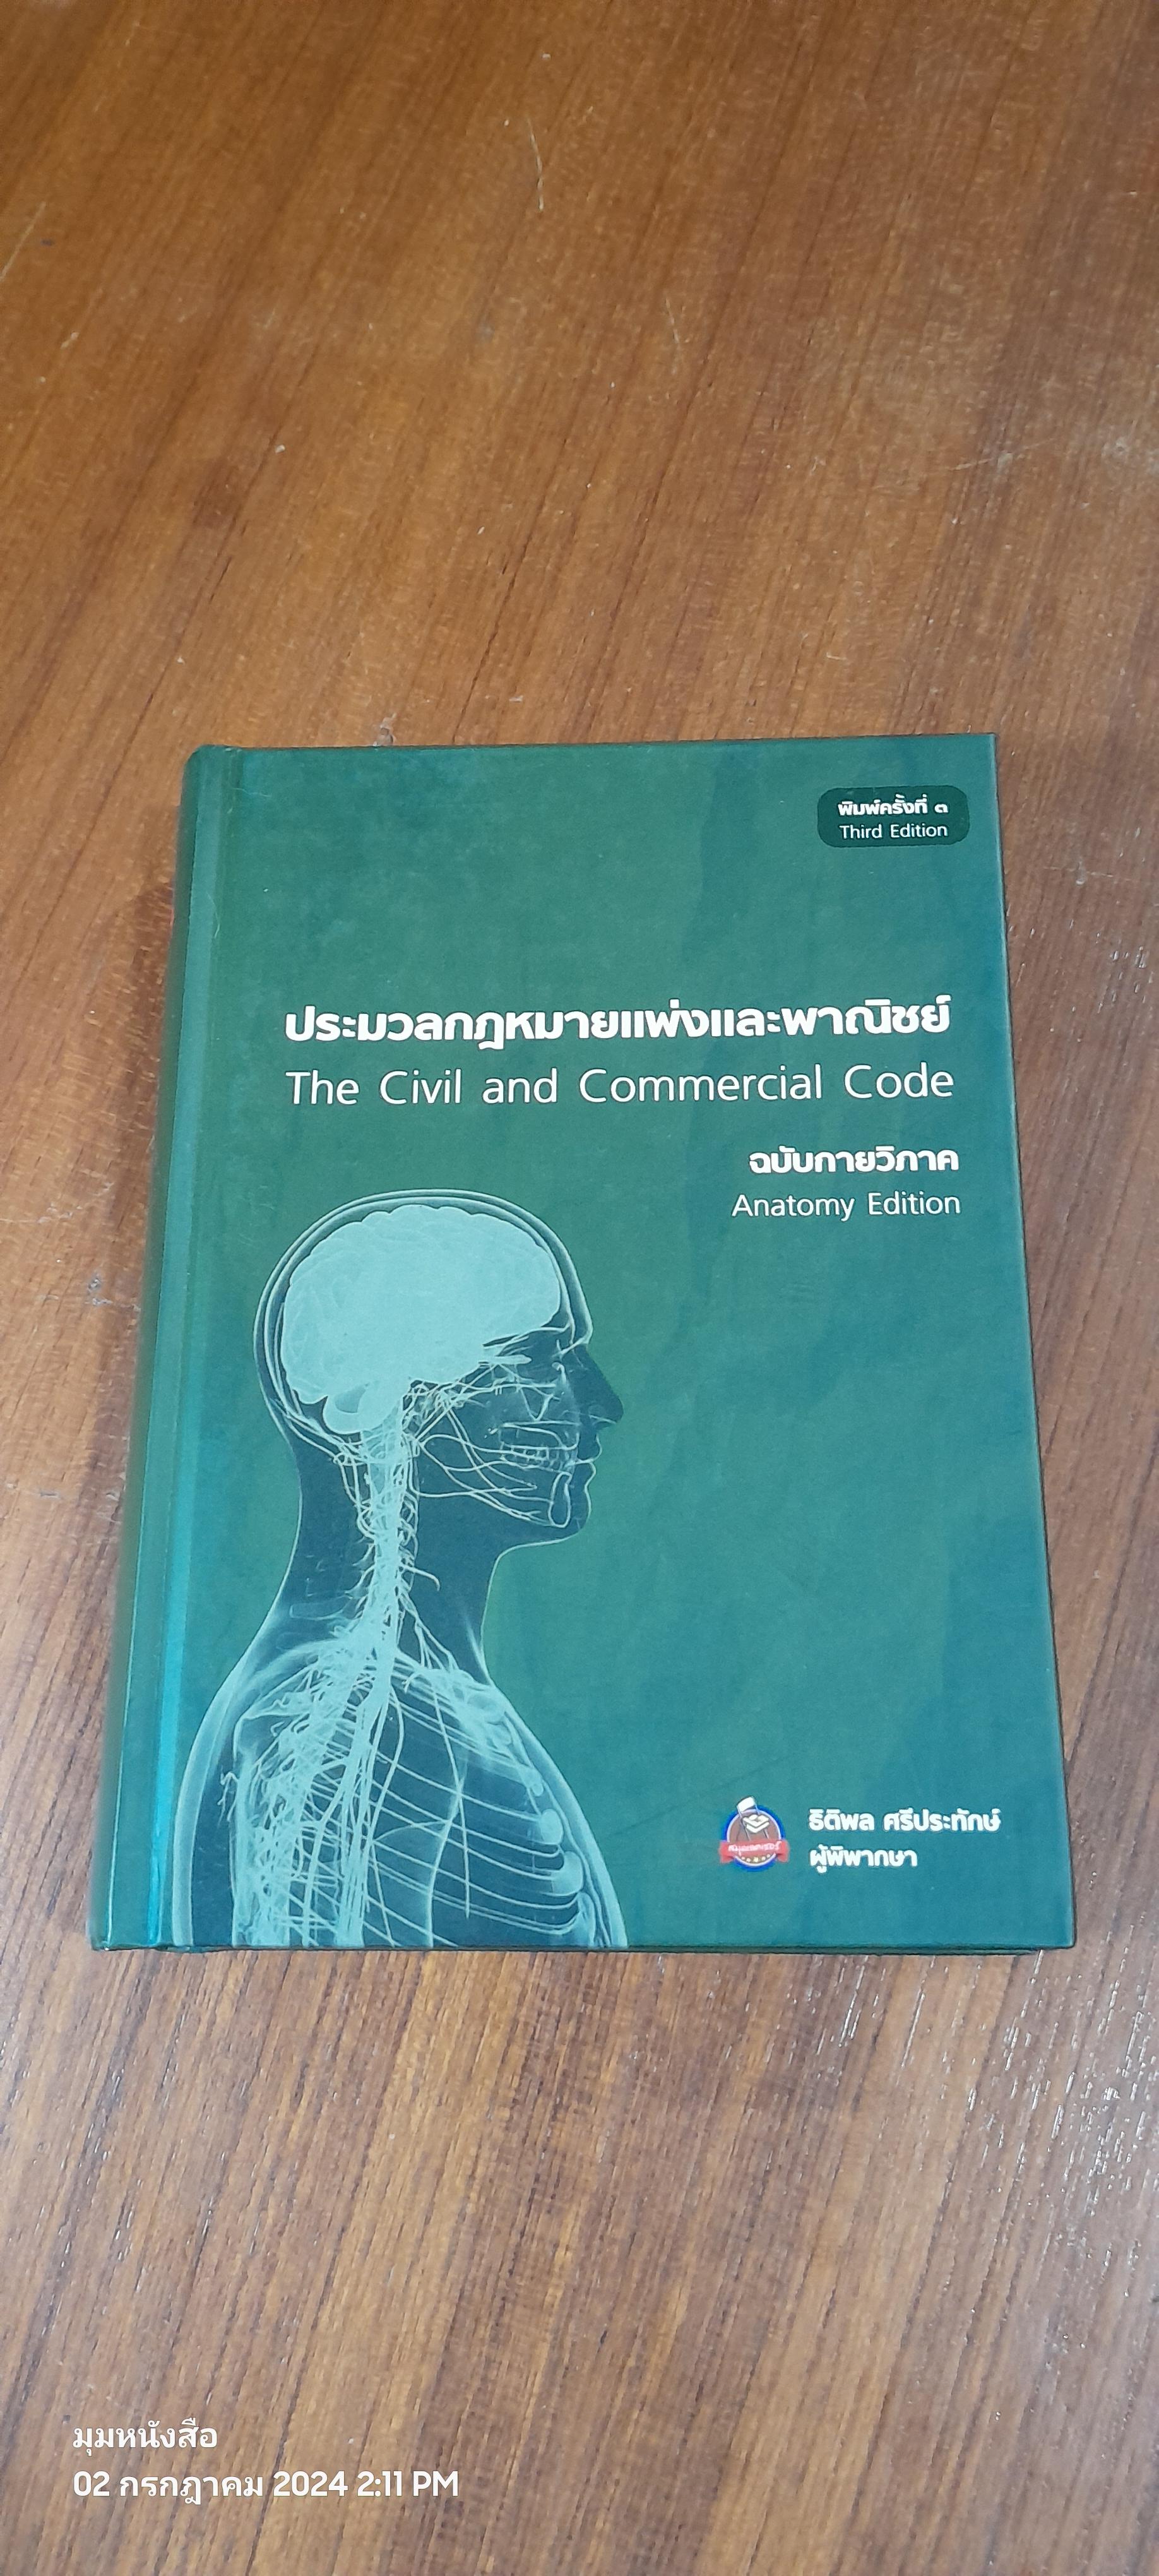 พิมพ์ครั้งที่ ๓
Third Edition
ประมวลกฎหมายแพ่งและพาณิชย์
The Civil and Commercial Code
ฉบับกายวิภาค
Anatomy Edition
ธิติพล ศรีประทักษ์
ผู้พิพากษา
มุมหนังสือ
02 กรกฎาคม 2024 2:11 PM